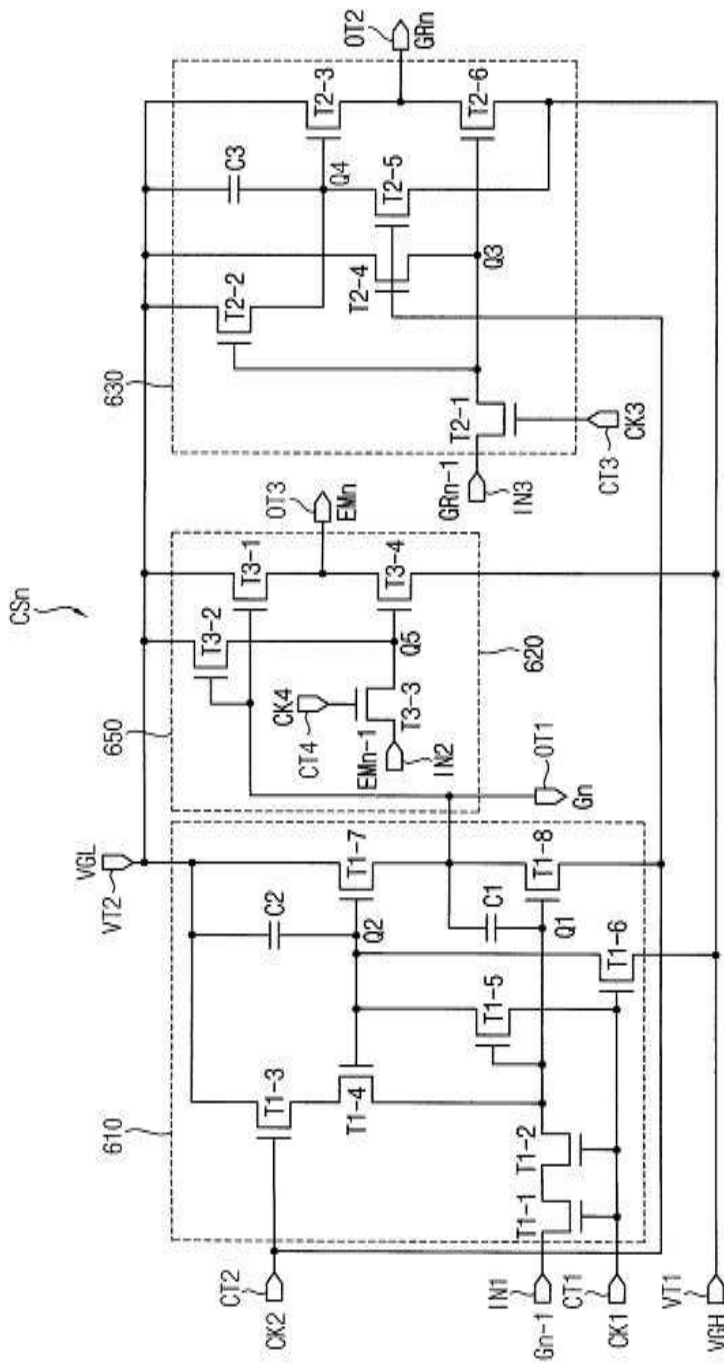 CSn
VGL
VT2
610
650
620
630
CT2
CK2
T1-3
C2
T1-4
Q2
T1-7
T1-5
C1
Q1
T1-8
T1-6
T1-1
T1-2
IN1
Gn-1
CT1
CK1
VT1
VGH
OT1
Gn
T3-2
T3-1
OT3
EMn
CK4
CT4
T3-3
EMn-1
IN2
Q5
T3-4
T2-2
C3
T2-3
Q4
OT2
GRn
T2-4
T2-5
T2-6
Q3
T2-1
GRn-1
IN3
CT3
CK3